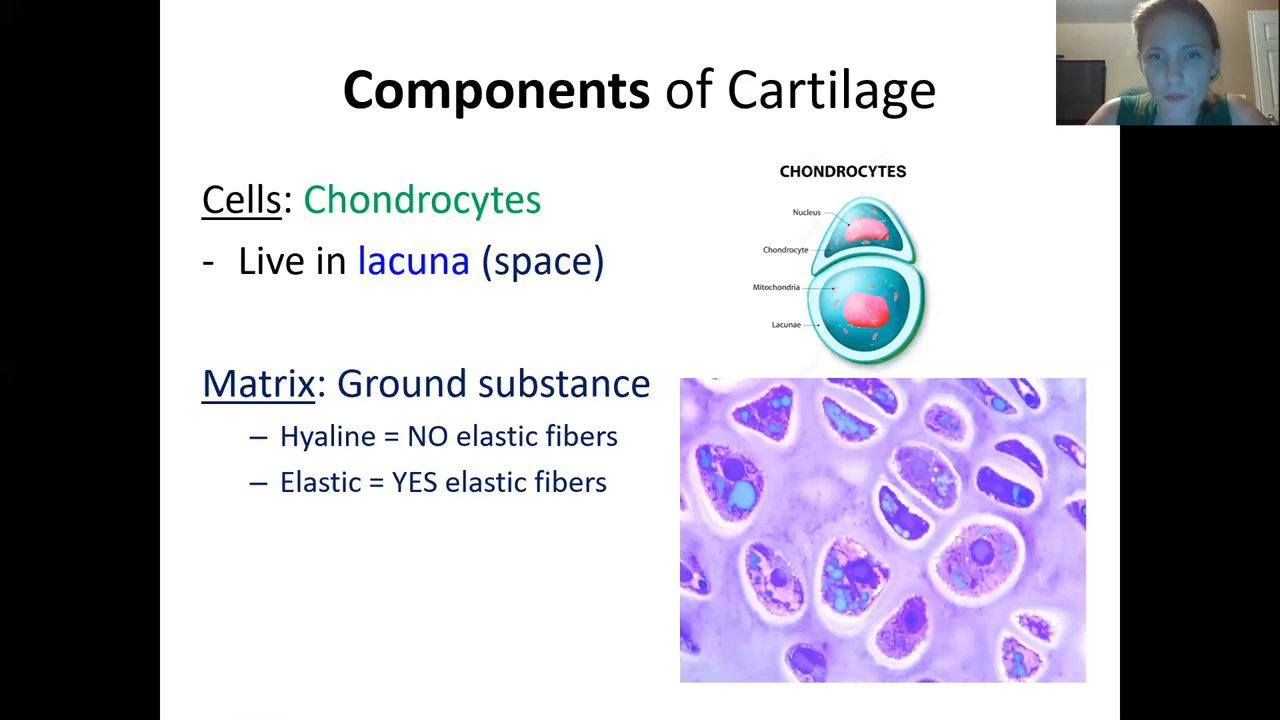 Components of Cartilage
Cells: Chondrocytes
- Live in lacuna (space)
Matrix: Ground substance
– Hyaline = NO elastic fibers
– Elastic = YES elastic fibers
CHONDROCYTES
Nucleus
Chondrocyte
Mitochondria
Lacunae